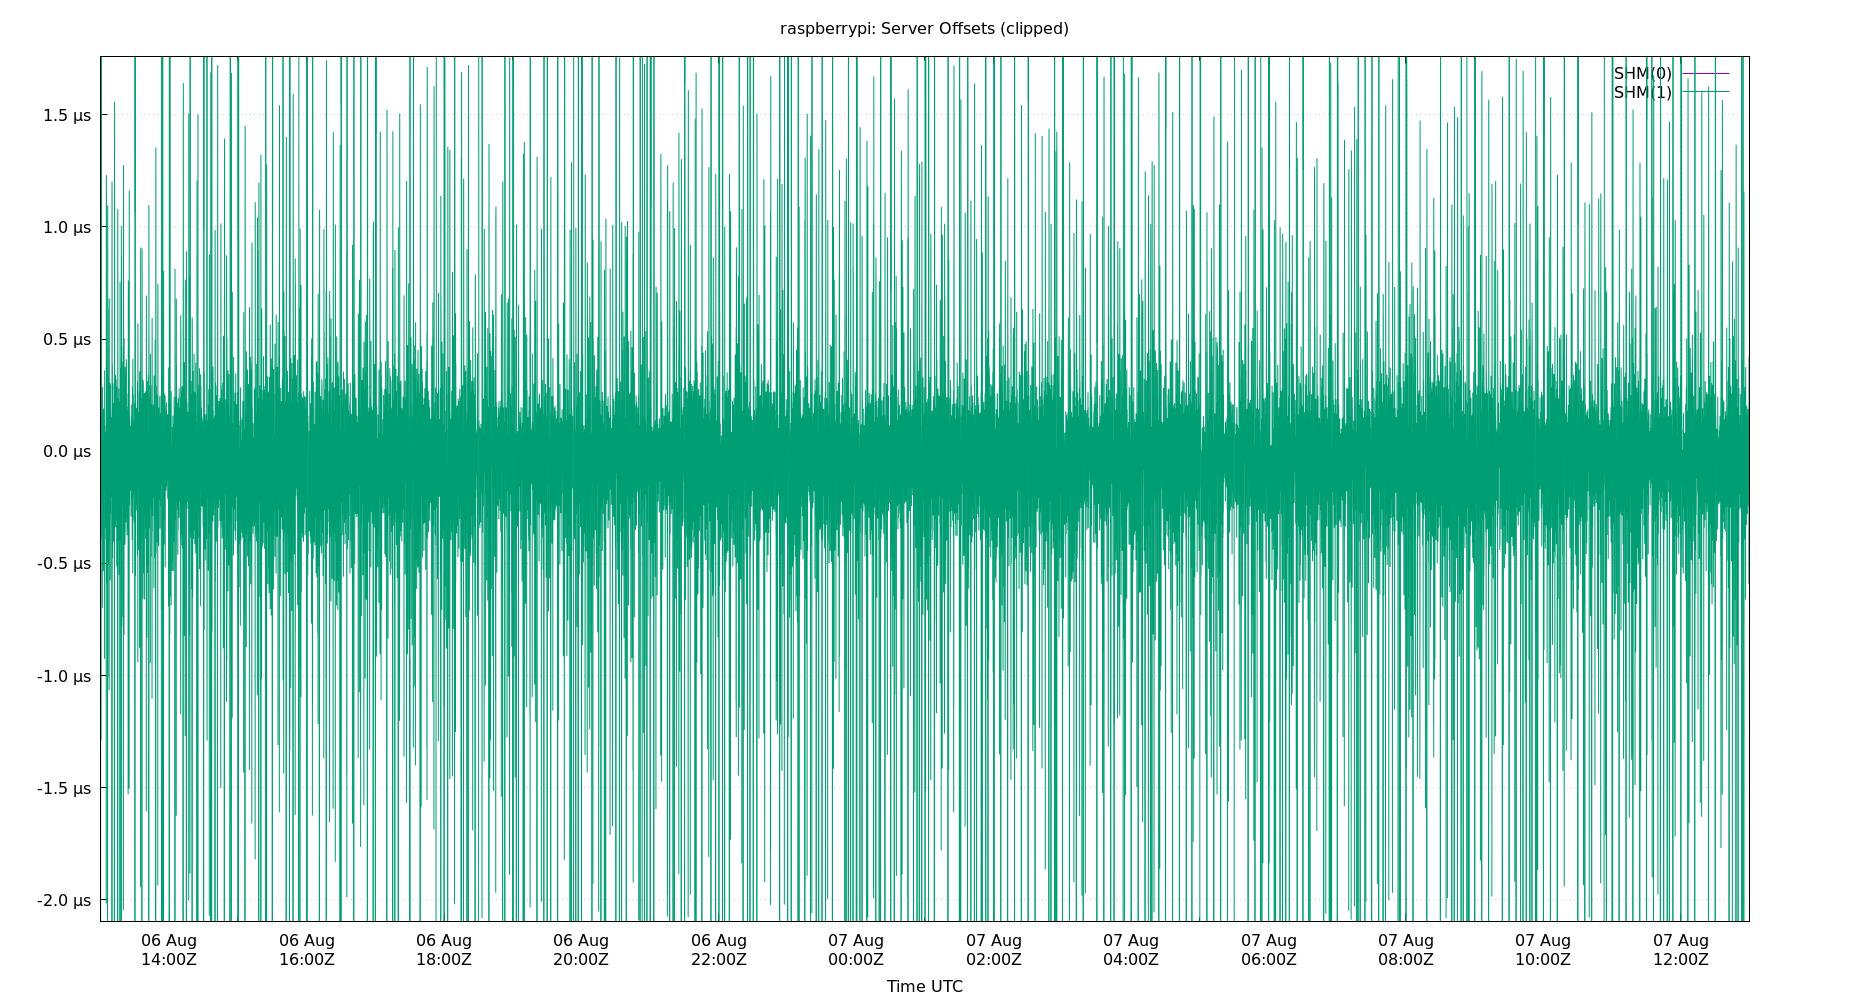 raspberrypi: Server Offsets (clipped)
SHM(0)
SHM(1)
1.5 µs
1.0 µs
0.5 µs
0.0 µs
-0.5 µs
-1.0 µs
-1.5 µs
-2.0 µs
06 Aug 06 Aug 06 Aug 06 Aug 06 Aug 07 Aug 07 Aug 07 Aug 07 Aug 07 Aug 07 Aug 07 Aug
14:00Z 16:00Z 18:00Z 20:00Z 22:00Z 00:00Z 02:00Z 04:00Z 06:00Z 08:00Z 10:00Z 12:00Z
Time UTC